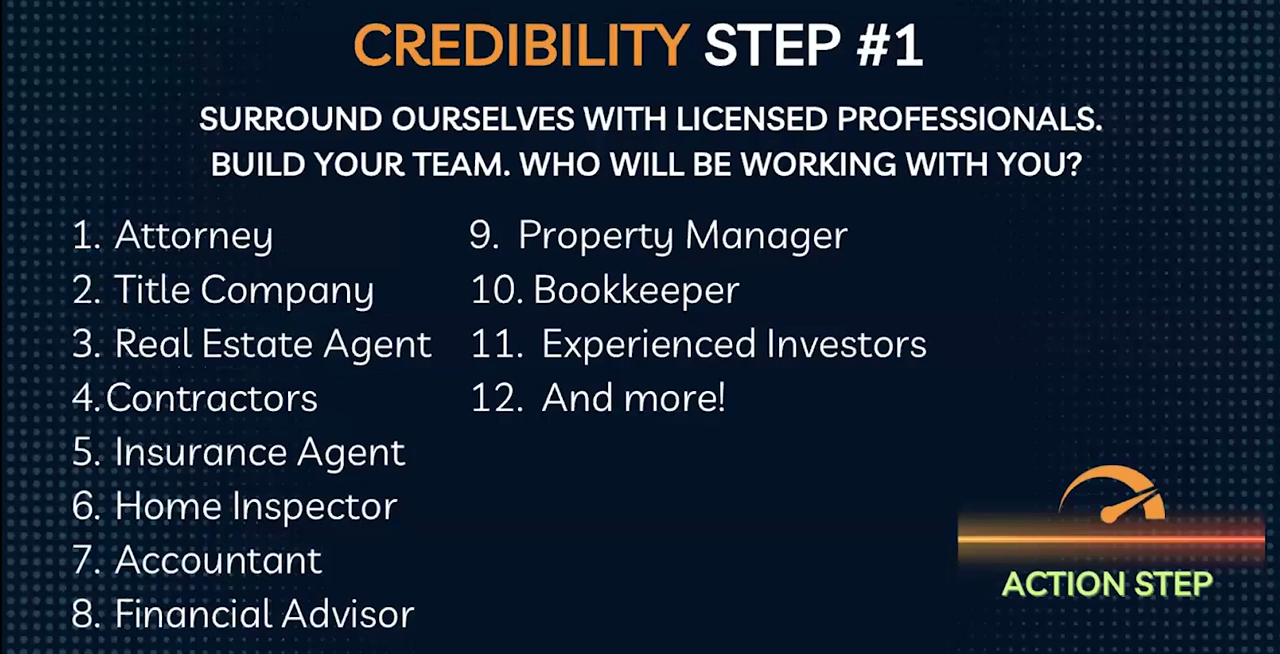 CREDIBILITY STEP #1
SURROUND OURSELVES WITH LICENSED PROFESSIONALS.
BUILD YOUR TEAM. WHO WILL BE WORKING WITH YOU?
1. Attorney
2. Title Company
3. Real Estate Agent
4. Contractors
5. Insurance Agent
6. Home Inspector
7. Accountant
8. Financial Advisor
9. Property Manager
10. Bookkeeper
11. Experienced Investors
12. And more!
ACTION STEP